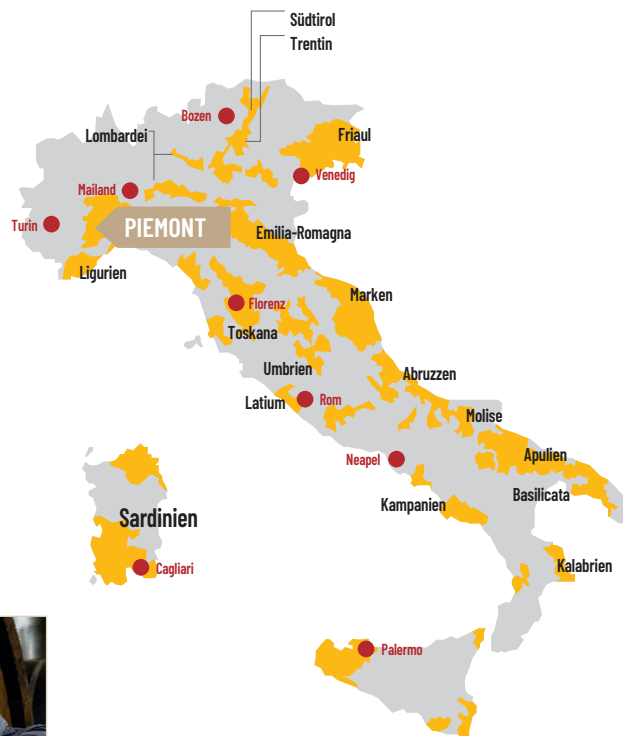 Südtirol
Trentin
Bozen
Lombardei
Friaul
Venedig
Mailand
Turin
PIEMONT
Emilia-Romagna
Ligurien
Marken
Florenz
Toskana
Umbrien
Abruzzen
Latium
Rom
Molise
Neapel
Apulien
Basilicata
Kampanien
Sardinien
Kalabrien
Cagliari
Palermo